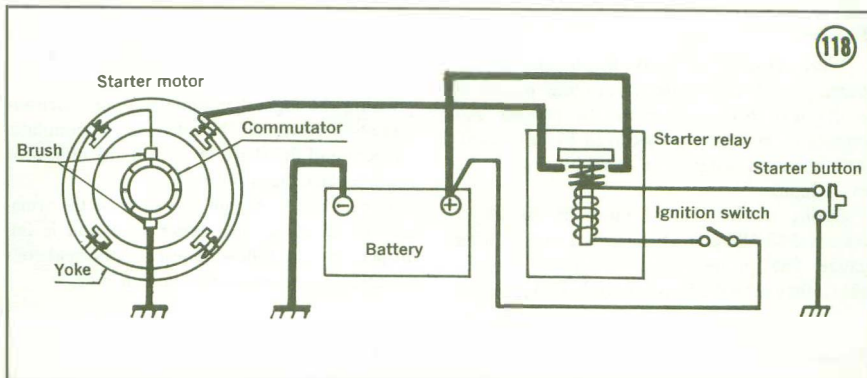 118
Starter motor
Commutator
Brush
Yoke
Battery
−
+
Starter relay
Starter button
Ignition switch